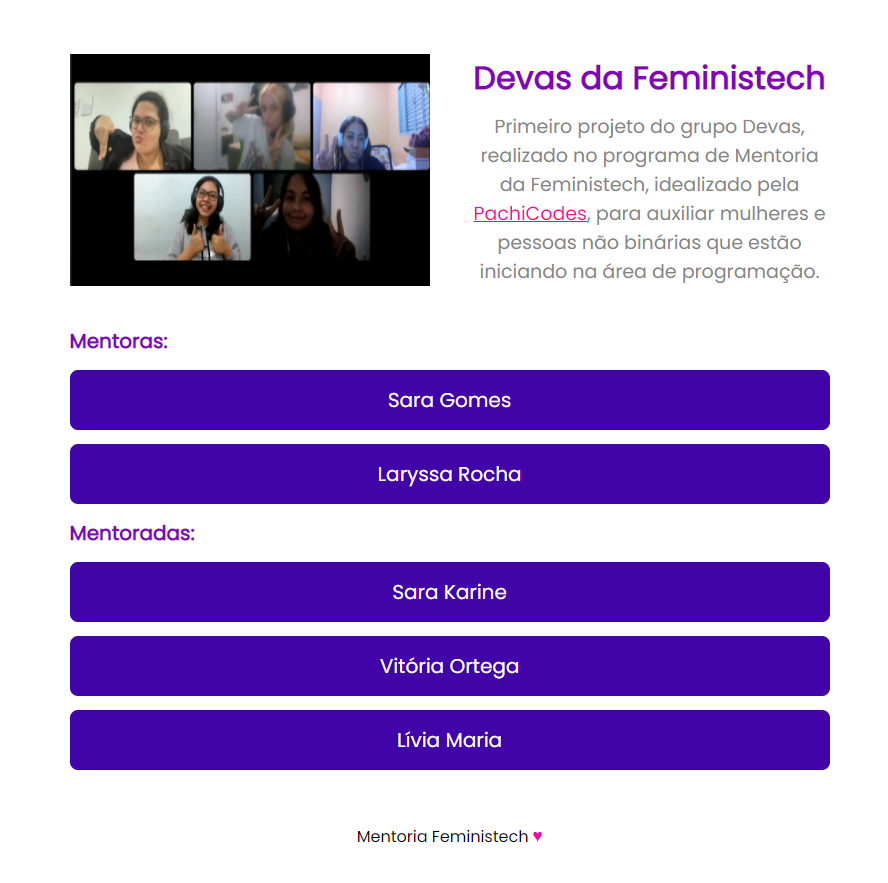 Devas da Feministech
Primeiro projeto do grupo Devas,
realizado no programa de Mentoria
da Feministech, idealizado pela
PachiCodes, para auxiliar mulheres e
pessoas não binárias que estão
iniciando na área de programação.
Mentoras:
Sara Gomes
Laryssa Rocha
Mentoradas:
Sara Karine
Vitória Ortega
Lívia Maria
Mentoria Feministech ♥